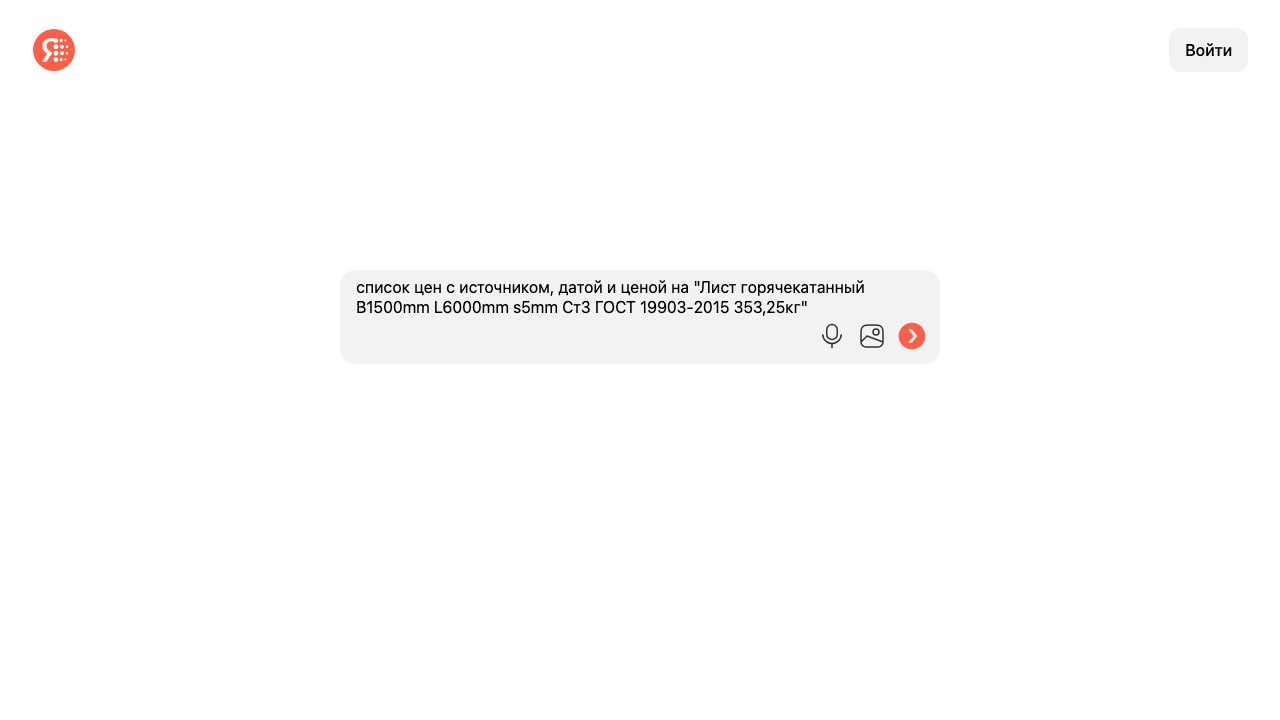 Я
Войти
список цен с источником, датой и ценой на "Лист горячекатанный
B1500mm L6000mm s5mm Ст3 ГОСТ 19903-2015 353,25кг"